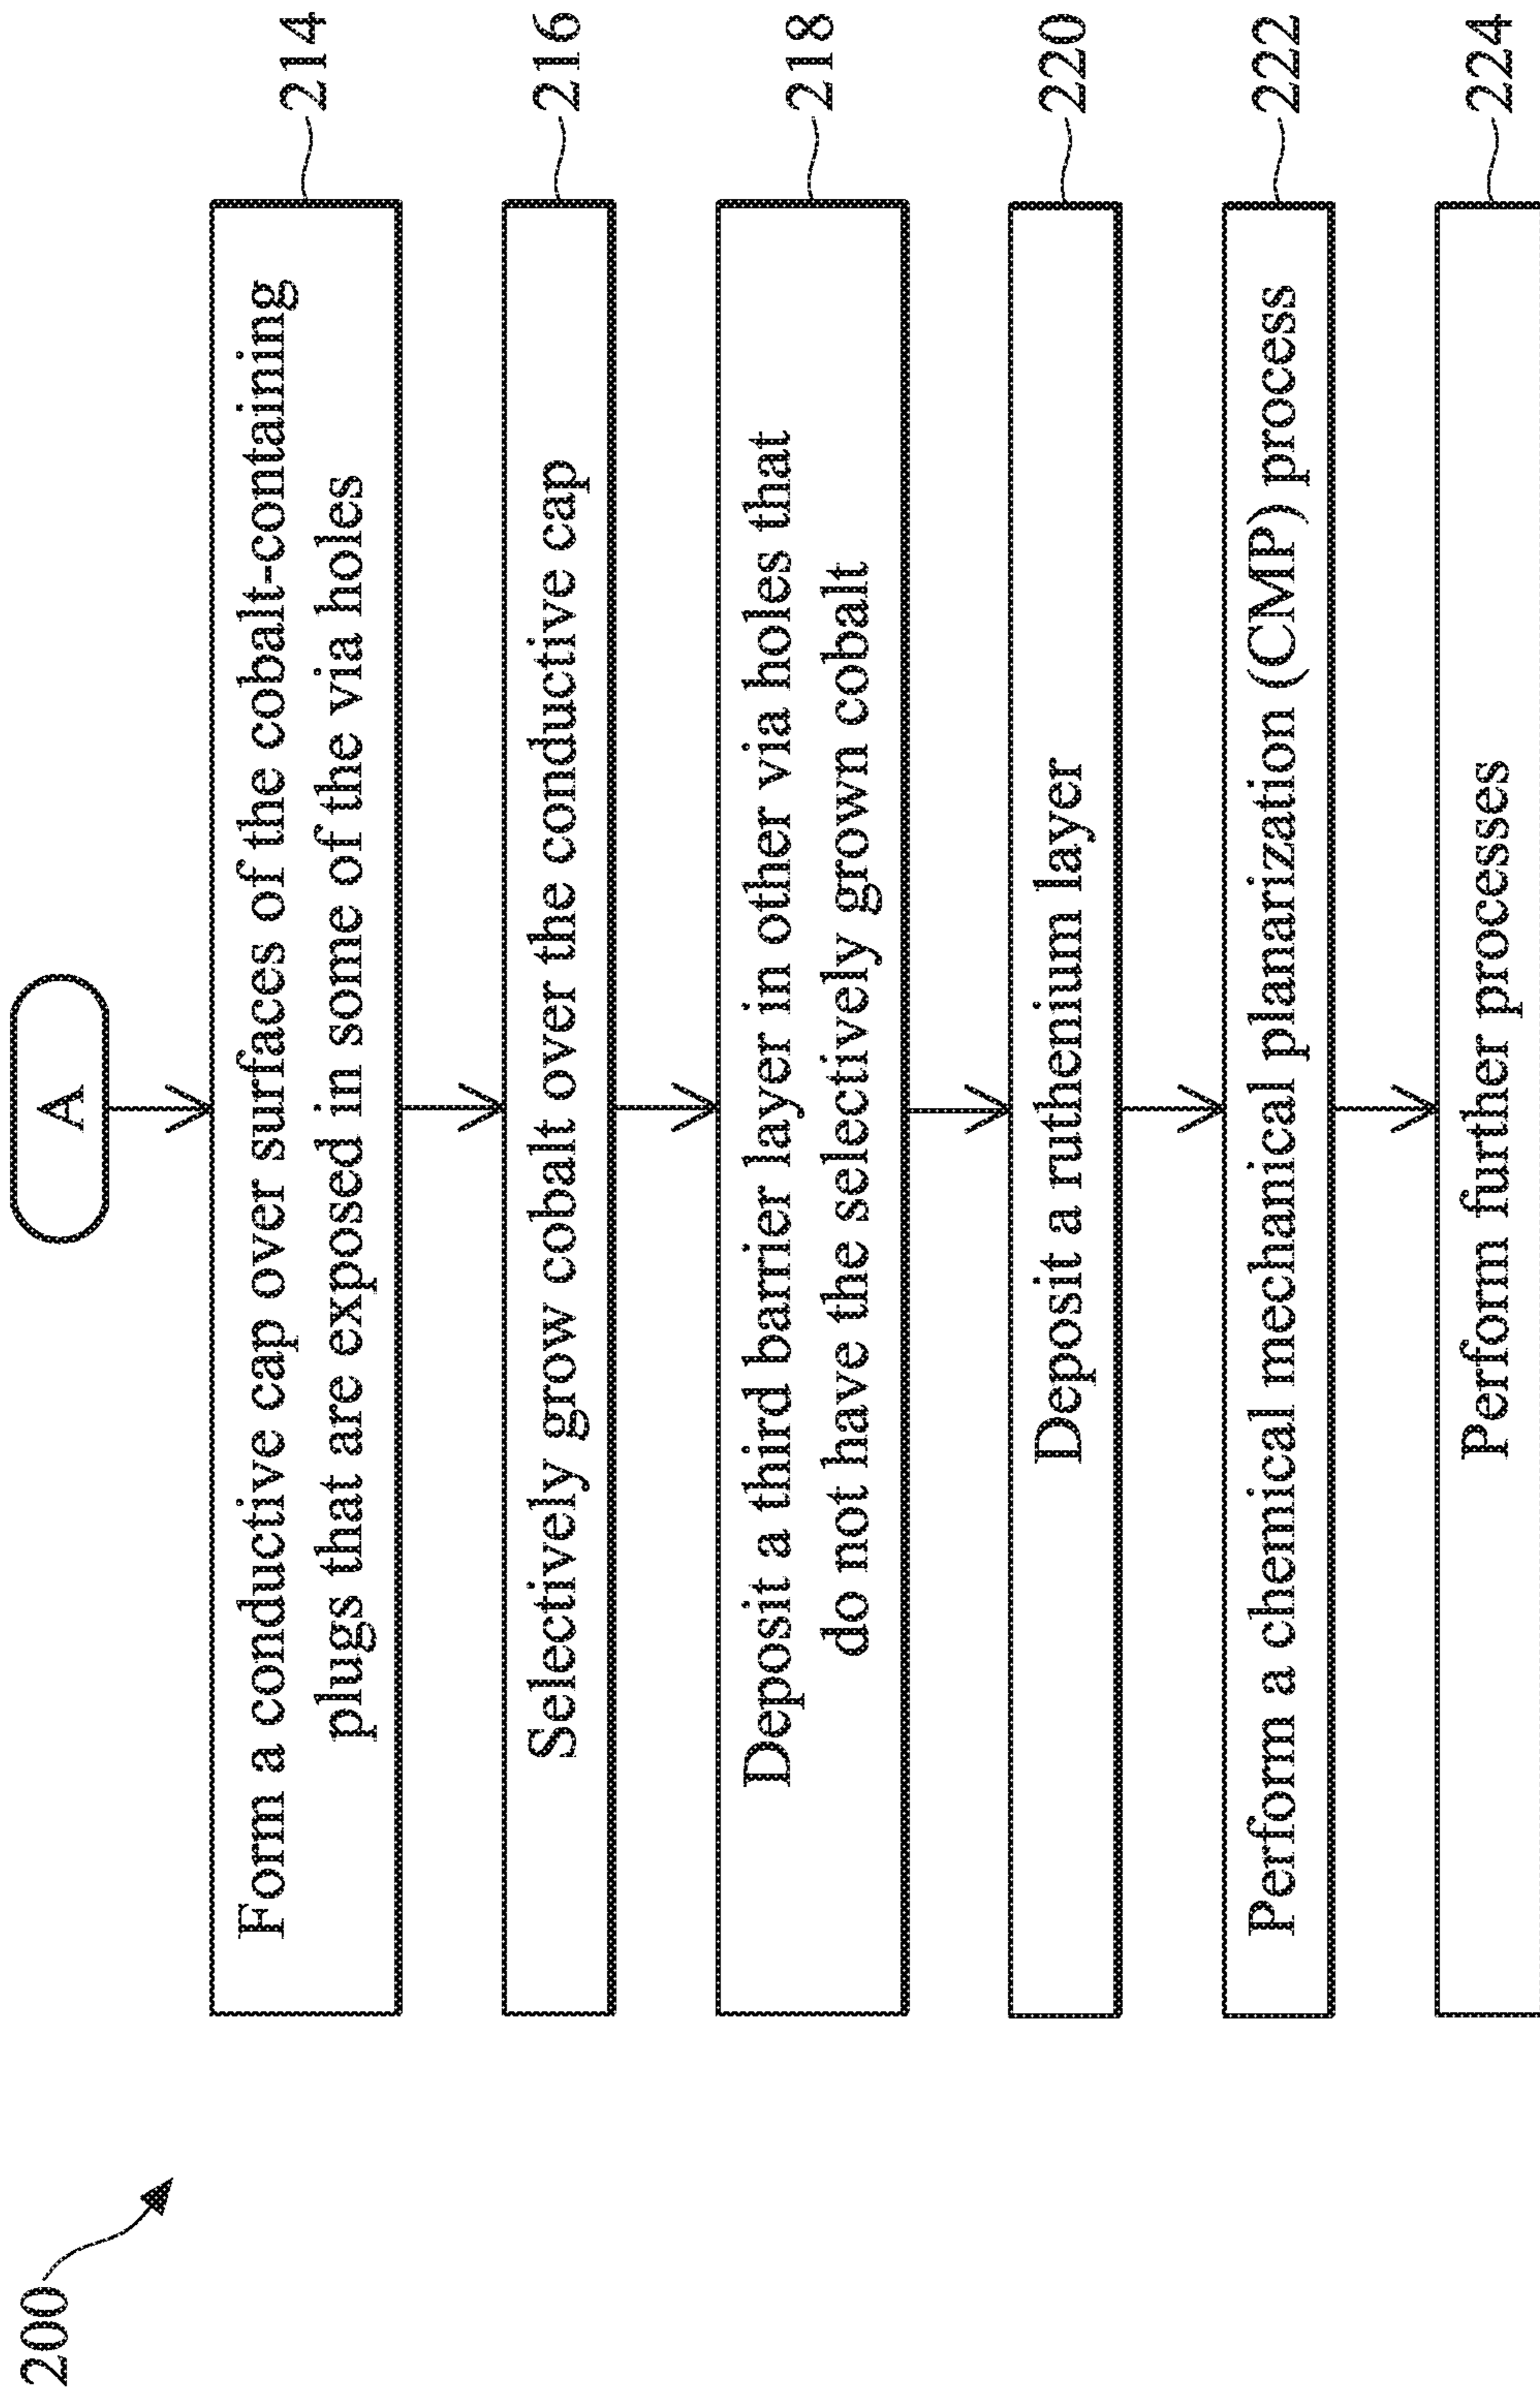 200
A
Form a conductive cap over surfaces of the cobalt-containing
plugs that are exposed in some of the via holes
214
Selectively grow cobalt over the conductive cap
216
Deposit a third barrier layer in other via holes that
do not have the selectively grown cobalt
218
Deposit a ruthenium layer
220
Perform a chemical mechanical planarization (CMP) process
222
Perform further processes
224